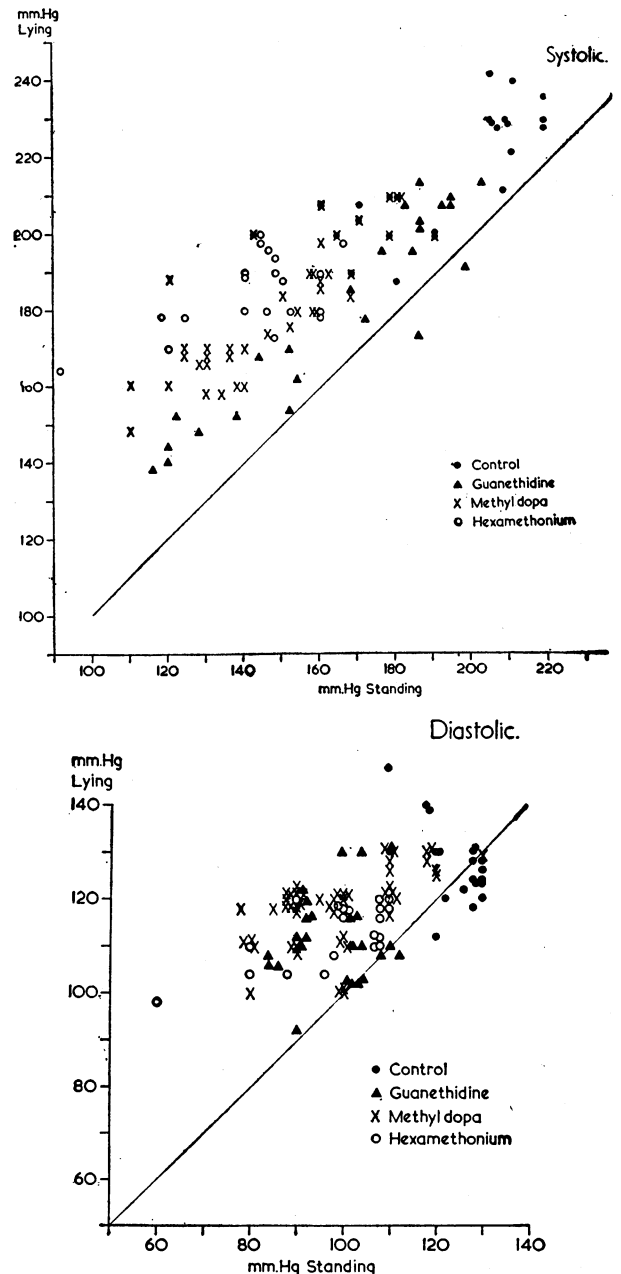 mm.Hg
Lying
Systolic.
240
220
200
180
160
140
120
100
Control
Guanethidine
Methyl dopa
Hexamethonium
100
120
140
160
180
200
220
mm.Hg Standing
Diastolic.
mm.Hg
Lying
140
120
100
80
60
Control
Guanethidine
Methyl dopa
Hexamethonium
60
80
100
120
140
mm.Hg Standing